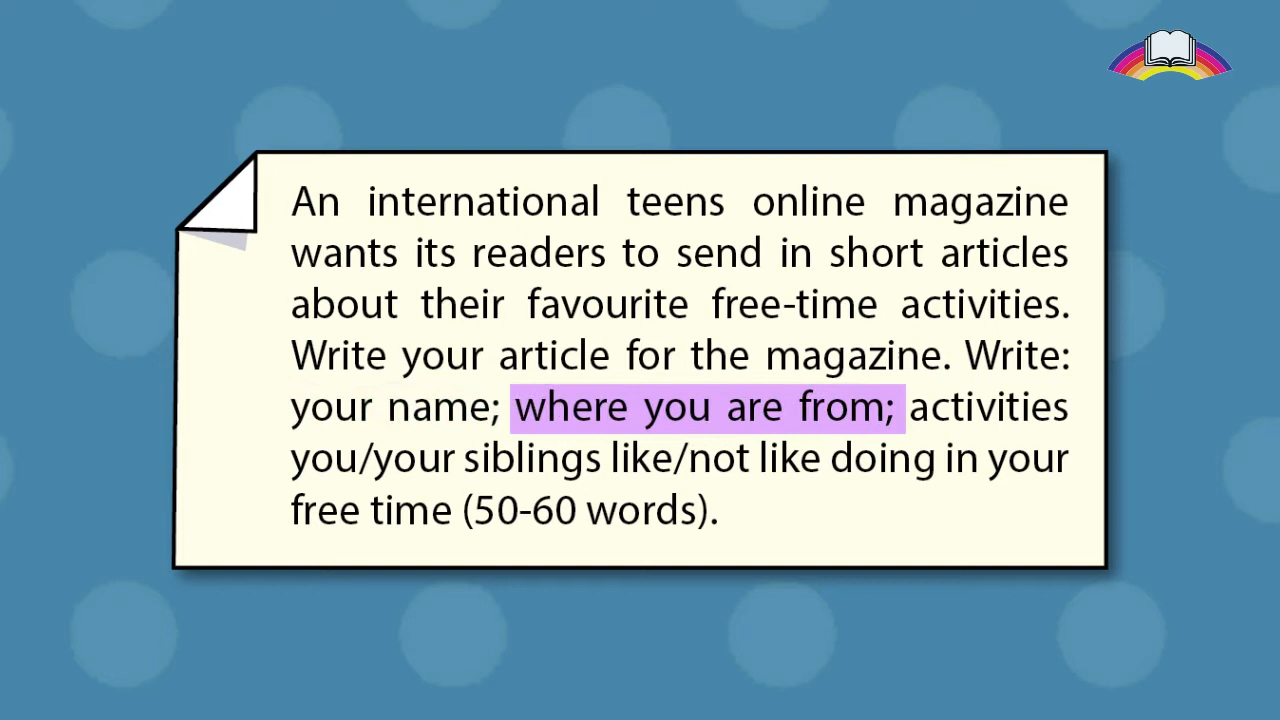 An international teens online magazine
wants its readers to send in short articles
about their favourite free-time activities.
Write your article for the magazine. Write:
your name; where you are from; activities
you/your siblings like/not like doing in your
free time (50-60 words).